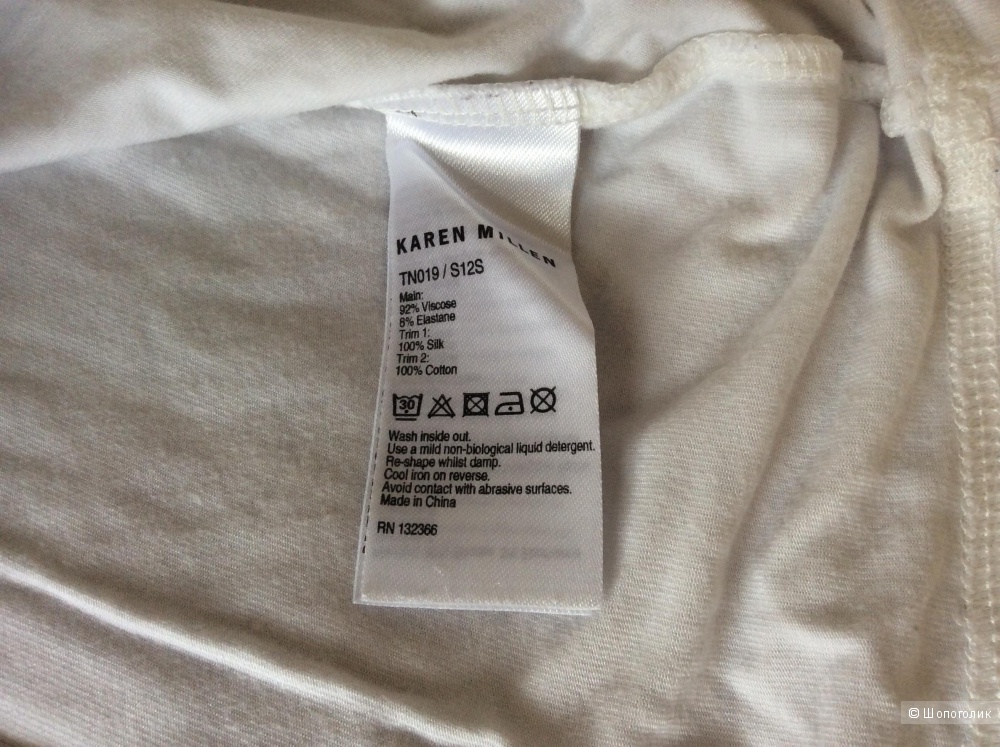 KAREN MILLEN
TN019 / S12S
Main:
92% Viscose
8% Elastane
Trim 1:
100% Silk
Trim 2:
100% Cotton
30
Wash inside out.
Use a mild non-biological liquid detergent.
Re-shape whilst damp.
Cool iron on reverse.
Avoid contact with abrasive surfaces.
Made in China
RN 132366
© Шопоголик